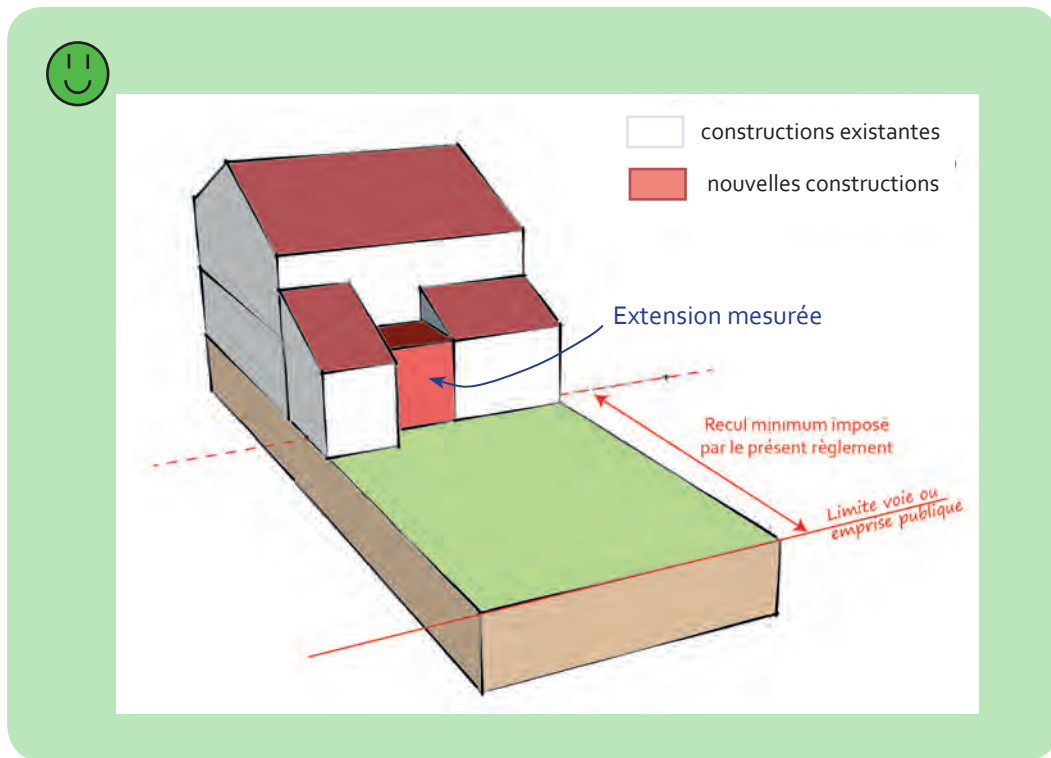 constructions existantes
nouvelles constructions
Extension mesurée
Recul minimum imposé
par le présent règlement
Limite voie ou
emprise publique